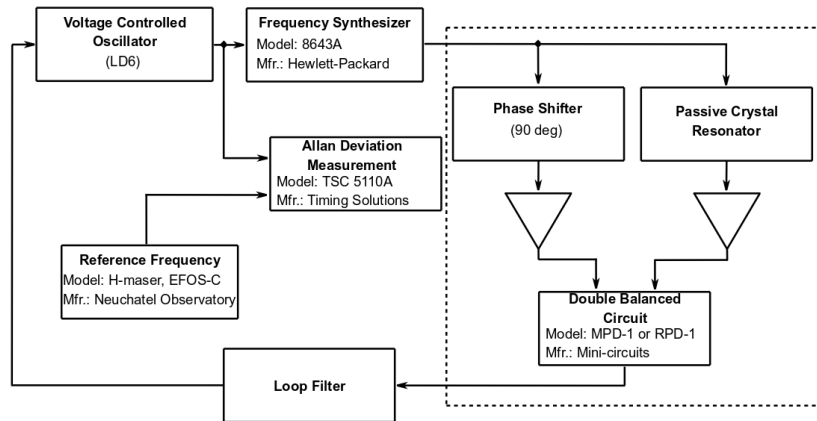 Voltage Controlled
Oscillator
(LD6)
Frequency Synthesizer
Model: 8643A
Mfr.: Hewlett-Packard
Phase Shifter
(90 deg)
Passive Crystal
Resonator
Allan Deviation
Measurement
Model: TSC 5110A
Mfr.: Timing Solutions
Reference Frequency
Model: H-maser, EFOS-C
Mfr.: Neuchatel Observatory
Double Balanced
Circuit
Model: MPD-1 or RPD-1
Mfr.: Mini-circuits
Loop Filter